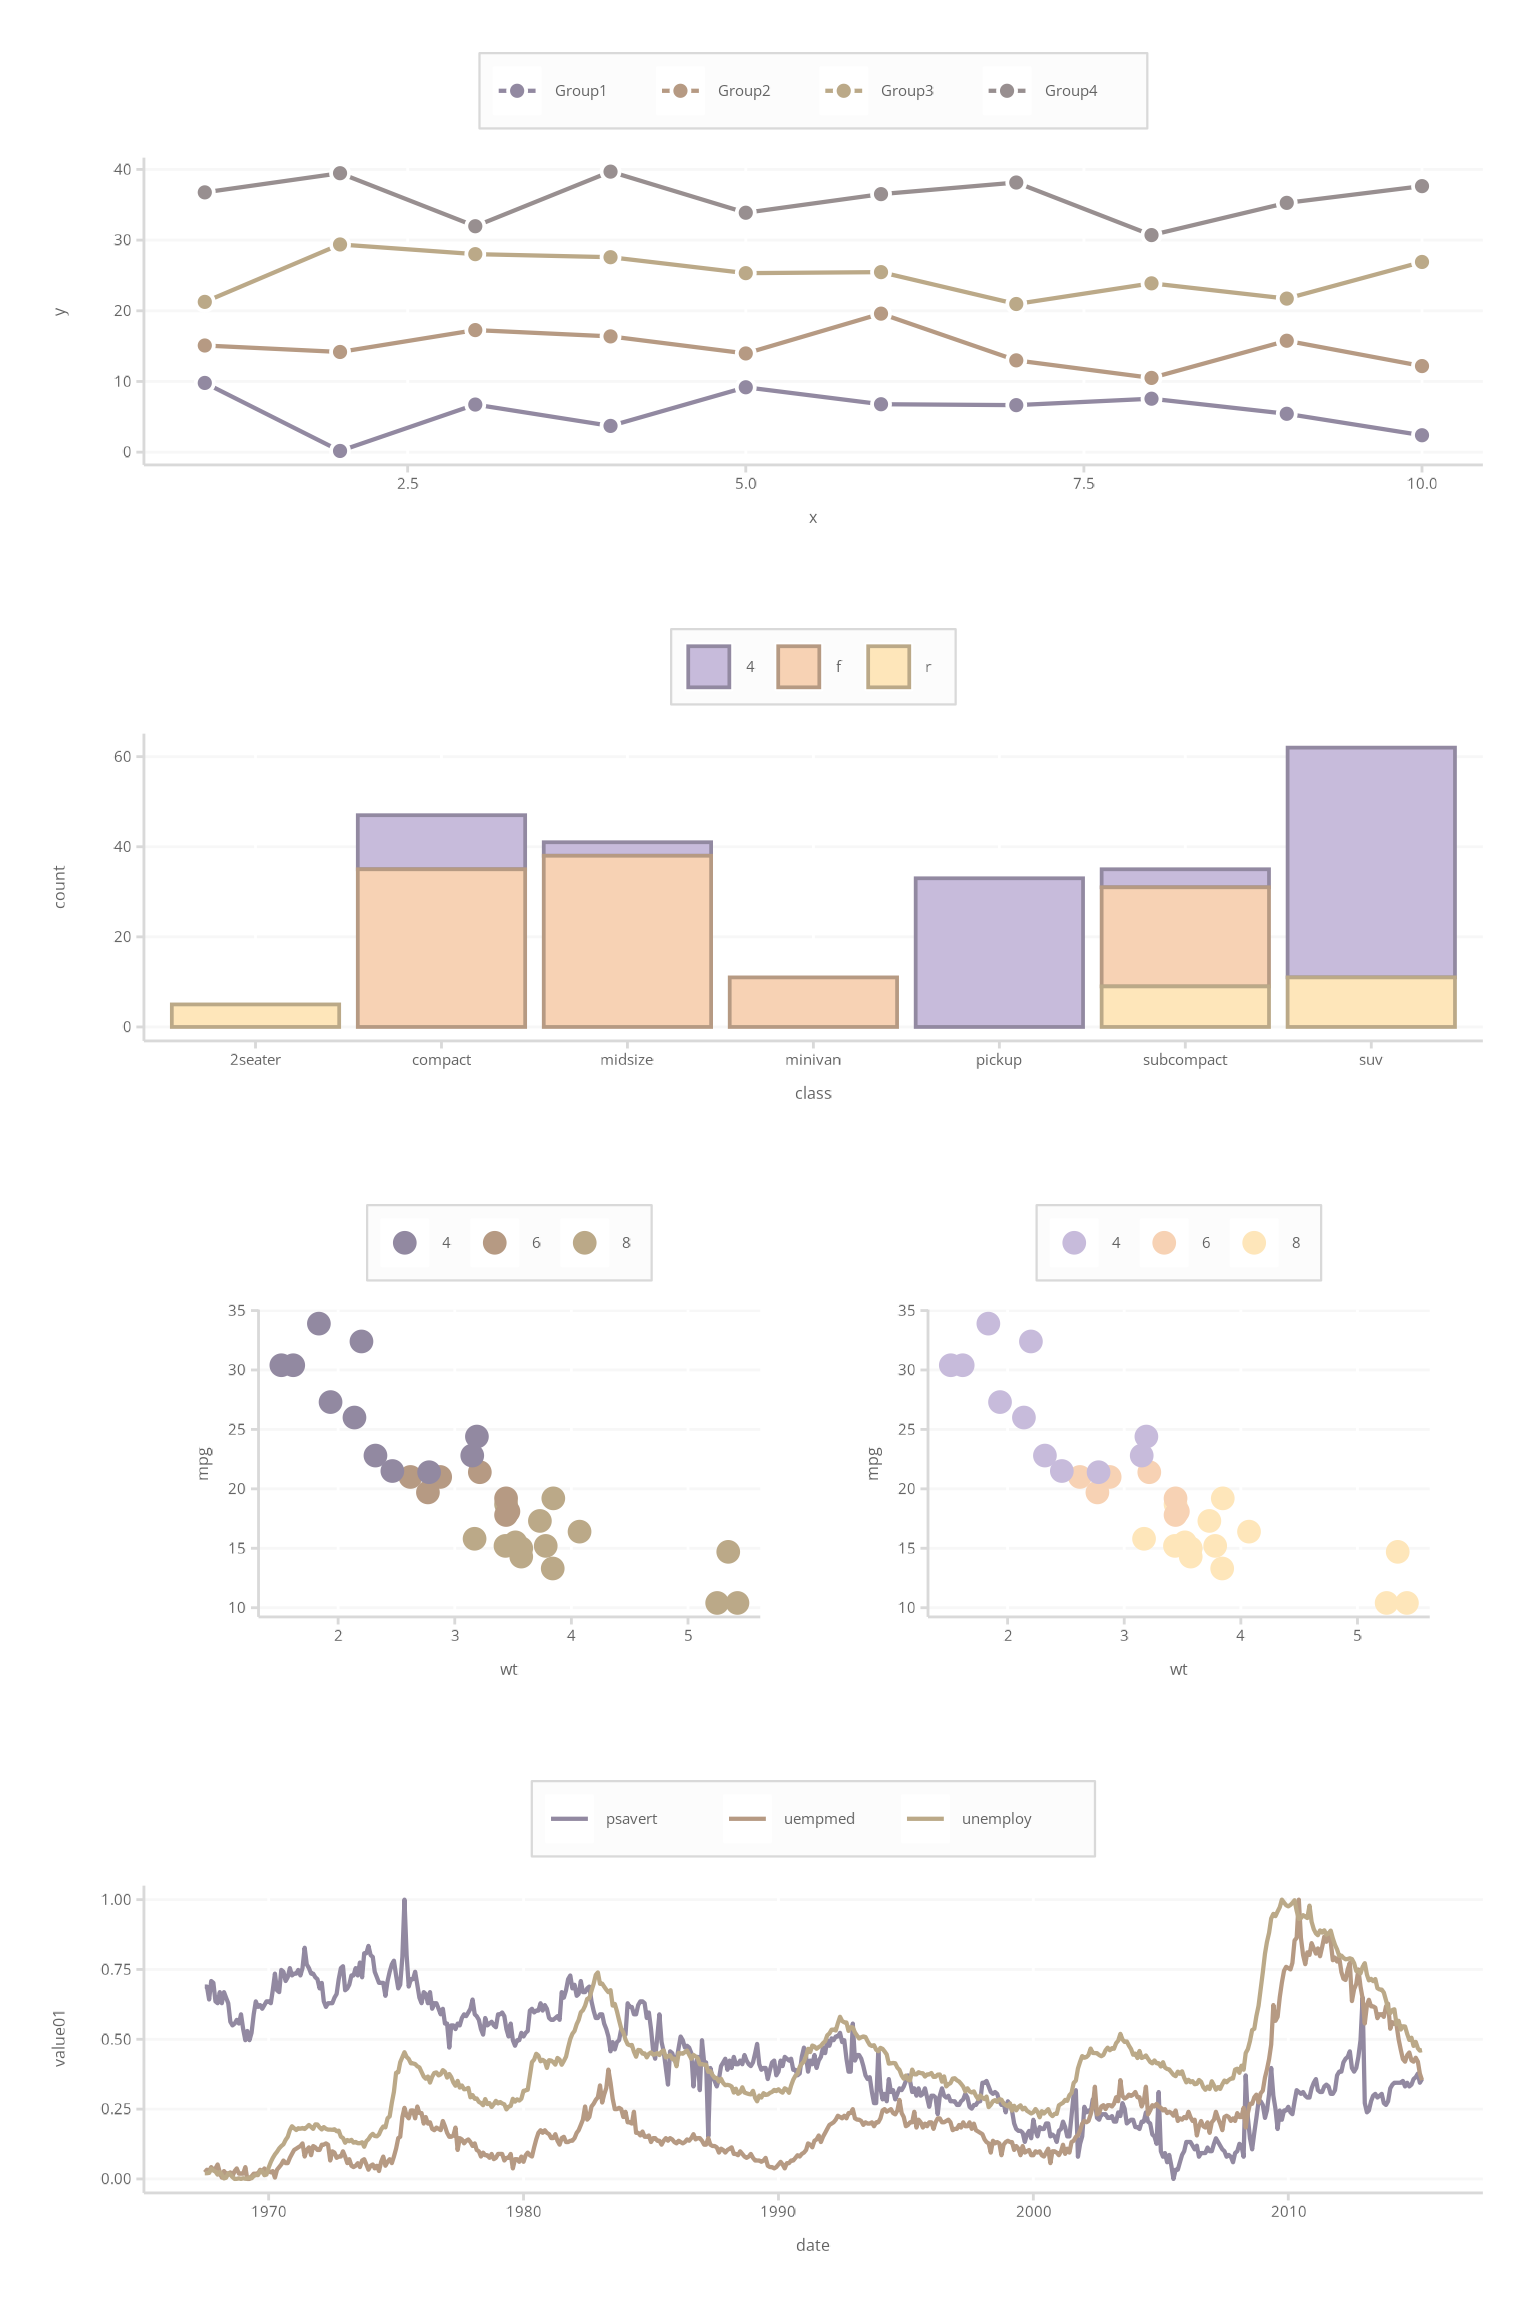 Group1 Group2 Group3 Group4
40
30
20
10
0
y
2.5 5.0 7.5 10.0
x
4 f r
60
40
20
0
count
2seater compact midsize minivan pickup subcompact suv
class
4 6 8
35
30
25
20
15
10
mpg
2 3 4 5
wt
4 6 8
35
30
25
20
15
10
mpg
2 3 4 5
wt
psavert uempmed unemploy
1.00
0.75
0.50
0.25
0.00
value01
1970 1980 1990 2000 2010
date